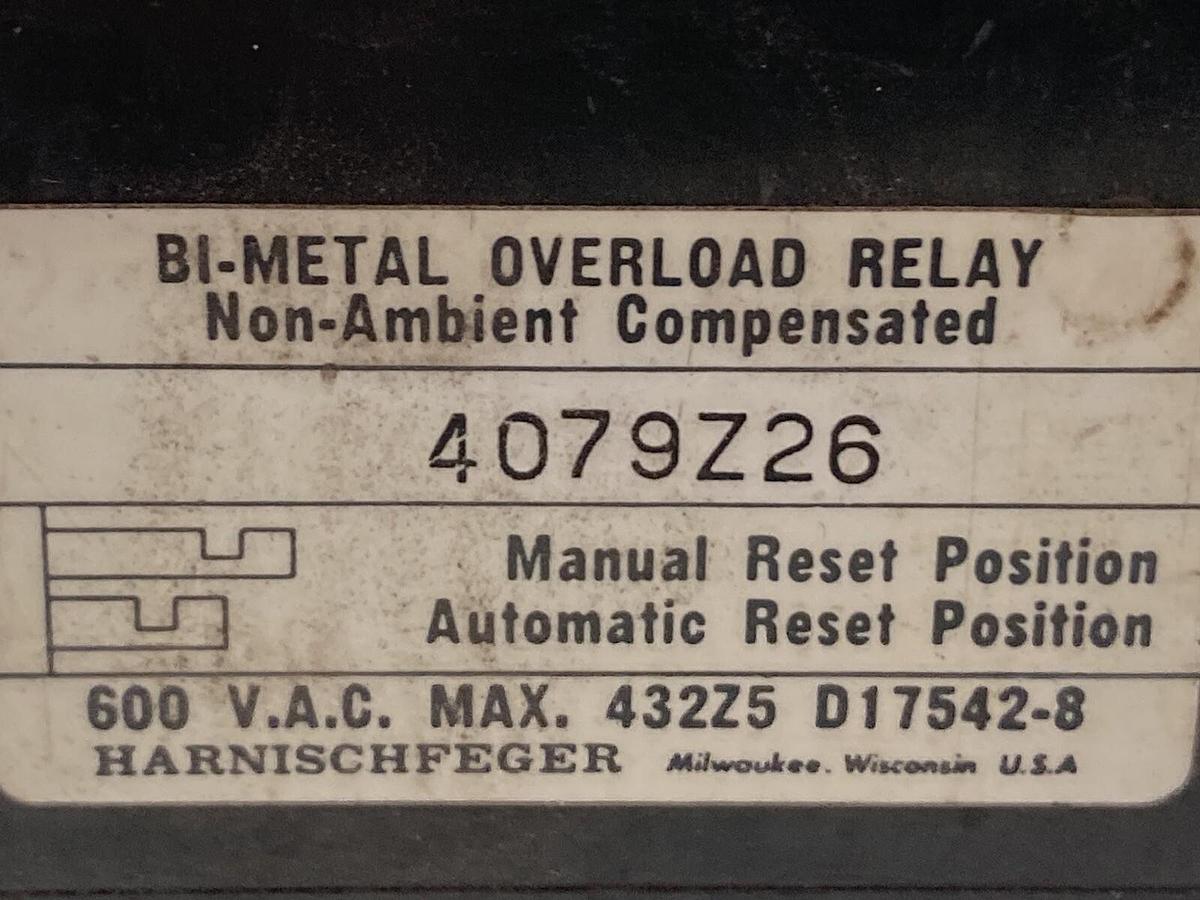 BI-METAL OVERLOAD RELAY
Non-Ambient Compensated
4079Z26
Manual Reset Position
Automatic Reset Position
600 V.A.C. MAX. 432Z5 D17542-8
HARNISCHFEGER Milwaukee. Wisconsin U.S.A